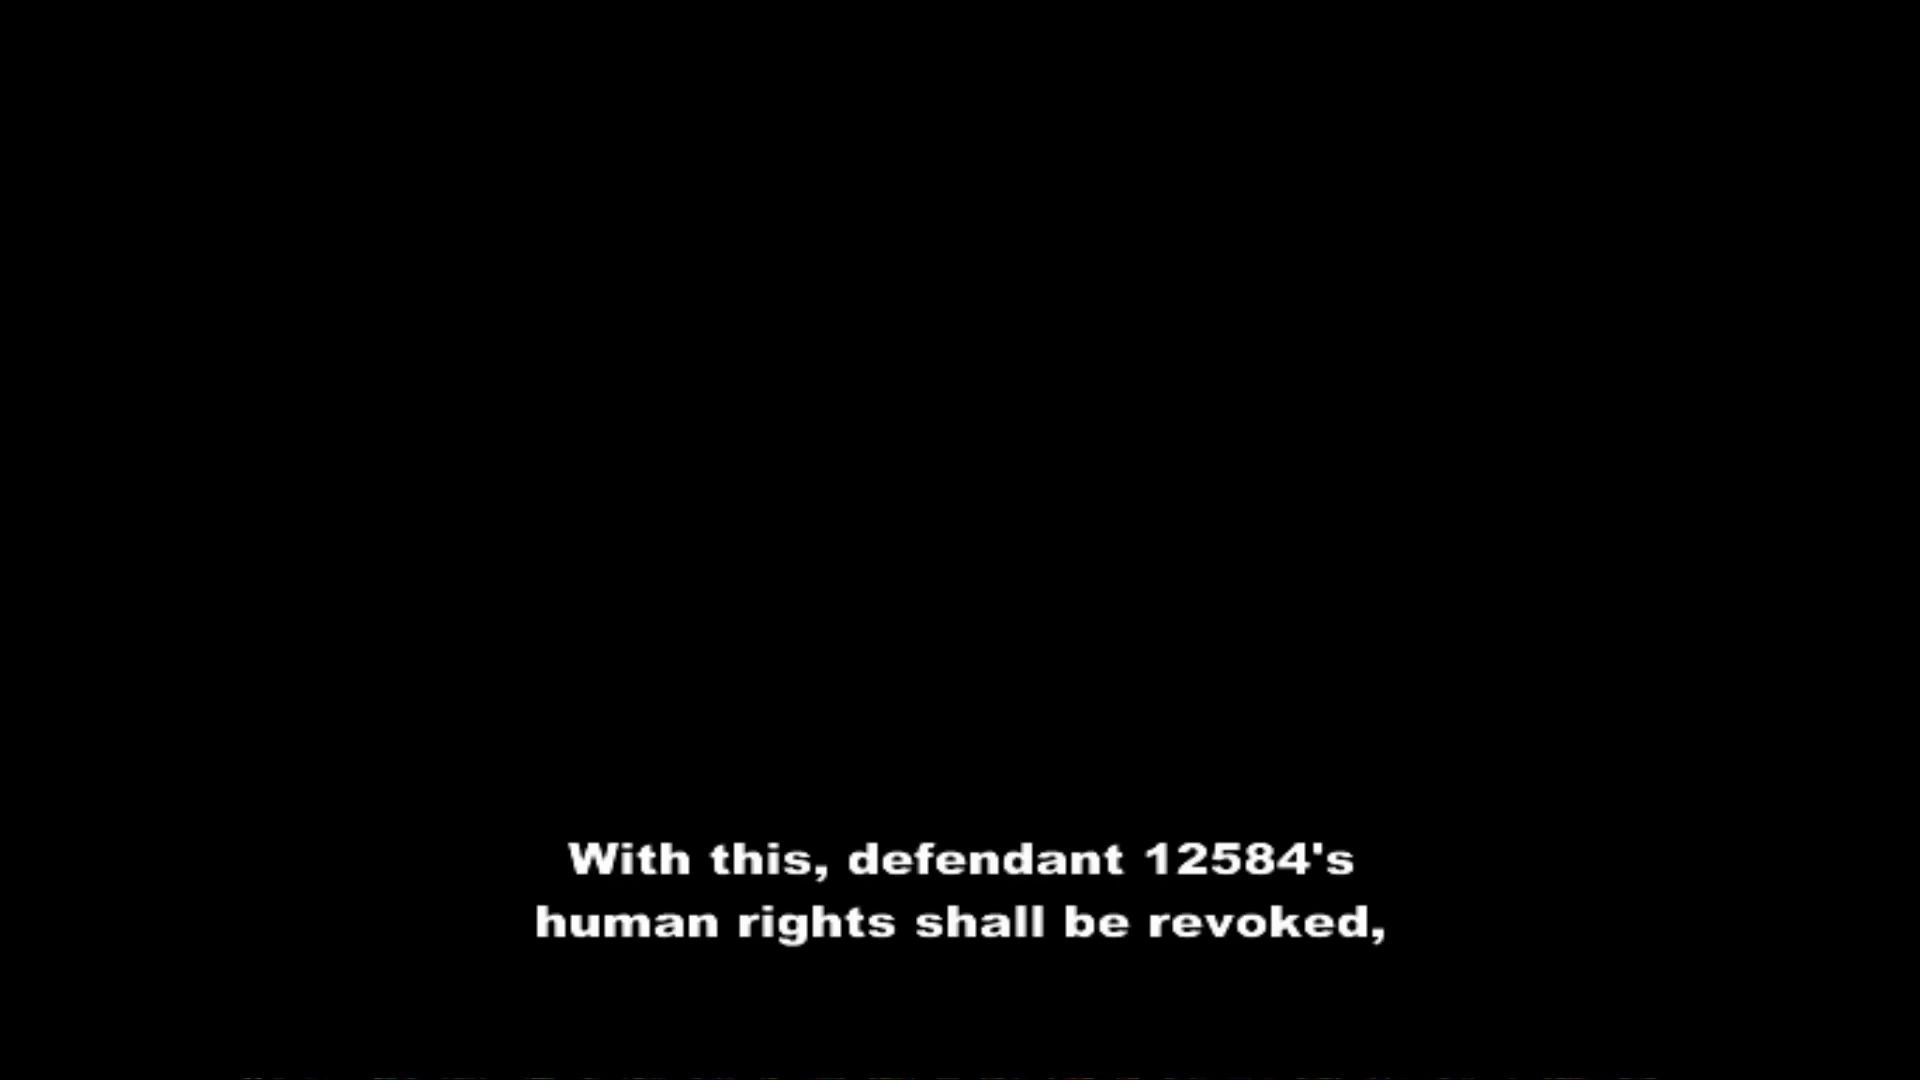 With this, defendant 12584's
human rights shall be revoked,